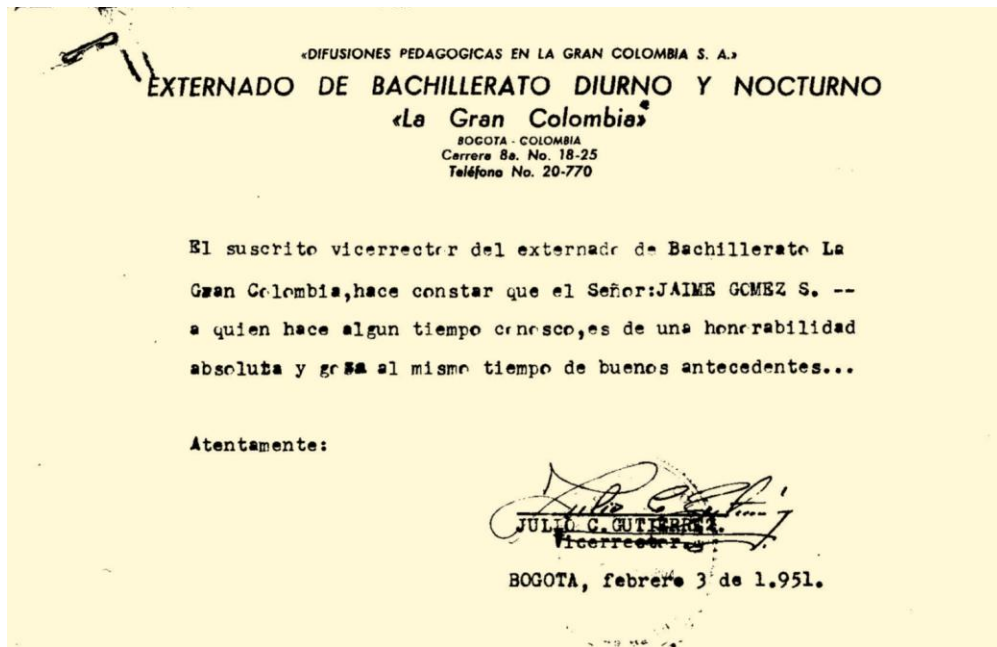 «DIFUSIONES PEDAGOGICAS EN LA GRAN COLOMBIA S. A.»
EXTERNADO DE BACHILLERATO DIURNO Y NOCTURNO
«La Gran Colombia»
BOGOTA - COLOMBIA
Carrera 8a. No. 18-25
Teléfono No. 20-770
El suscrito vicerrector del externado de Bachillerato La
Gran Colombia,hace constar que el Señor:JAIME GOMEZ S. --
a quien hace algun tiempo conosco,es de una honorabilidad
absoluta y gosa al mismo tiempo de buenos antecedentes...
Atentamente:
Julio C. Gutierrez
JULIO C. GUTIERREZ.
Vicerrector.
BOGOTA, febrero 3 de 1.951.